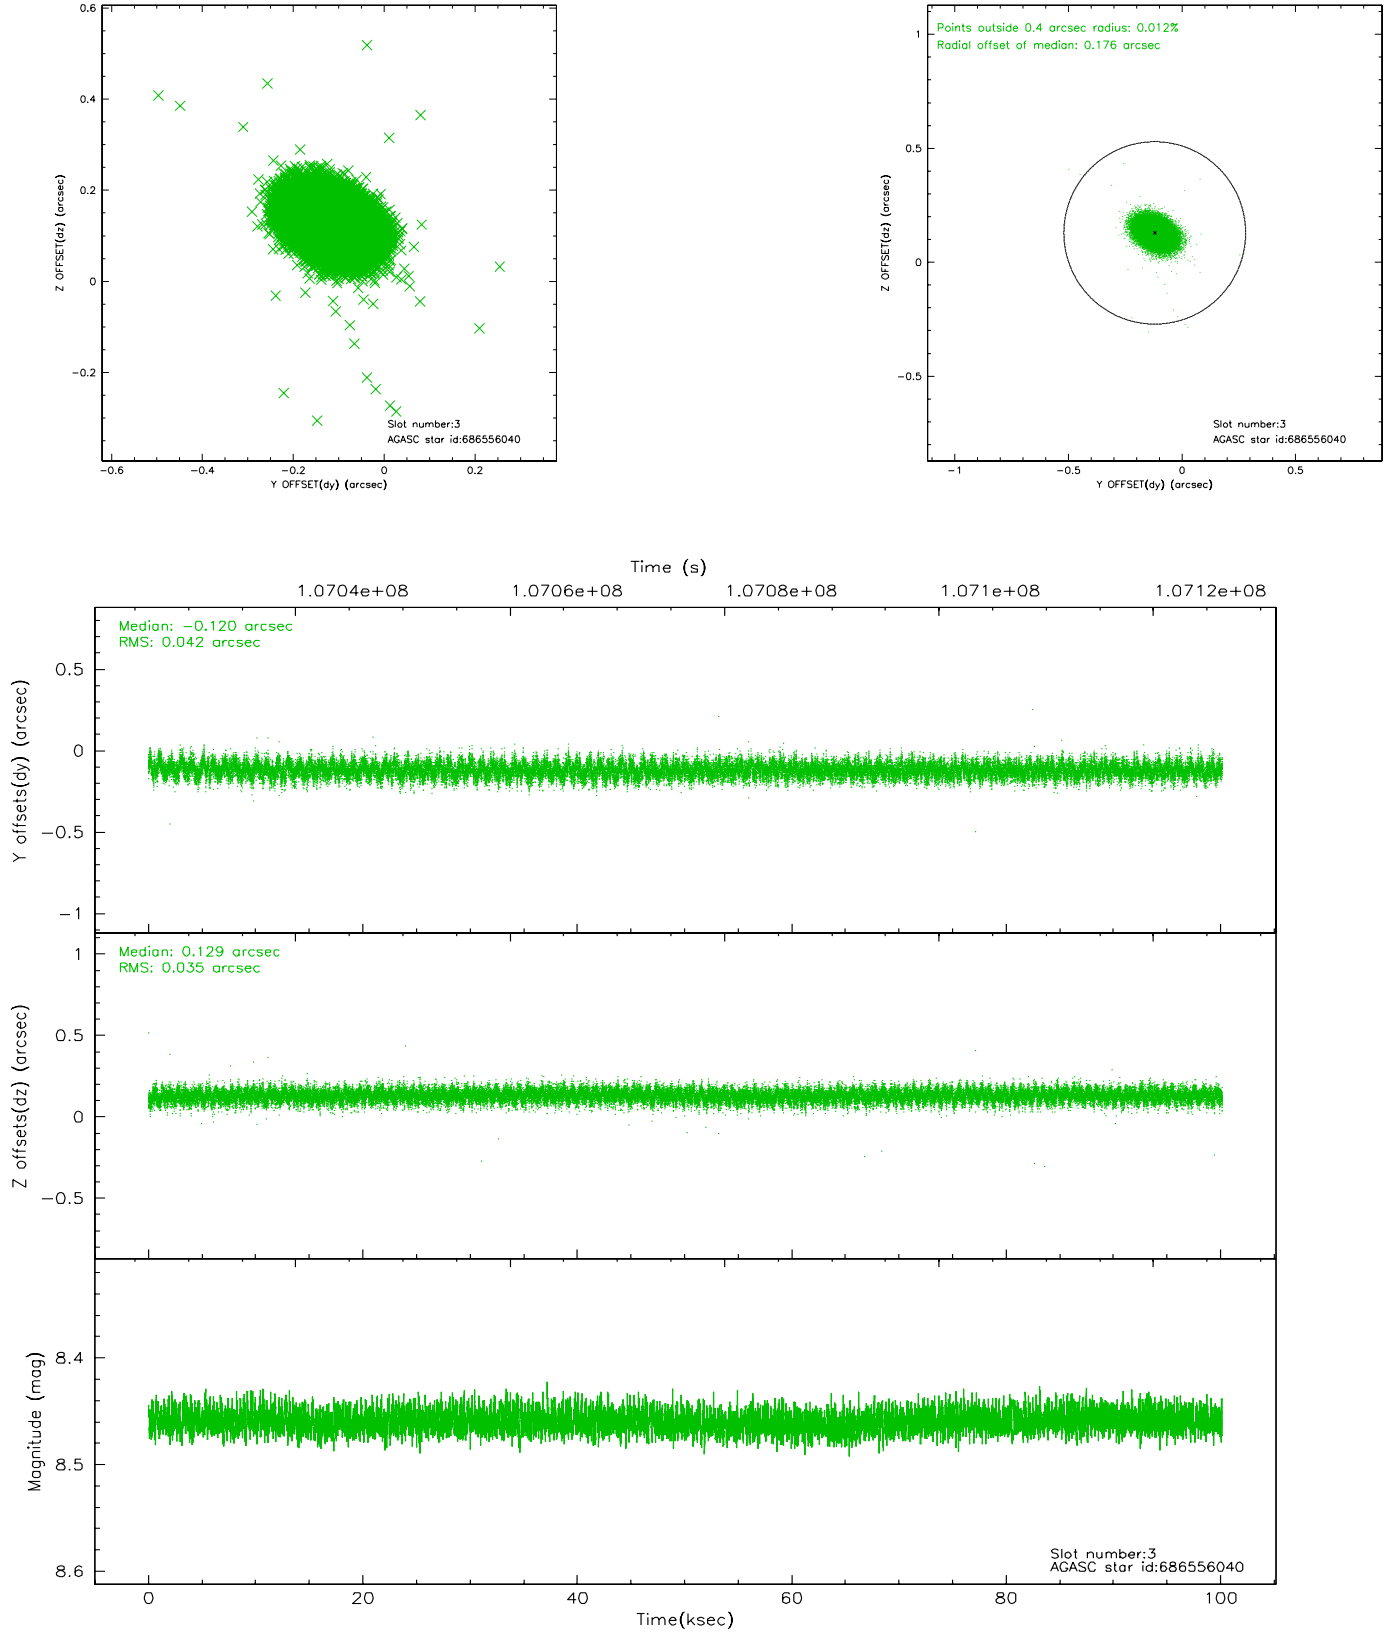 0.6
0.4
0.2
0
−0.2
Z OFFSET(dz) (arcsec)
Slot number:3
AGASC star id:686556040
−0.6 −0.4 −0.2 0 0.2
Y OFFSET(dy) (arcsec)
Points outside 0.4 arcsec radius: 0.012%
Radial offset of median: 0.176 arcsec
1
0.5
0
−0.5
Z OFFSET(dz) (arcsec)
Slot number:3
AGASC star id:686556040
−1 −0.5 0 0.5
Y OFFSET(dy) (arcsec)
Time (s)
1.0704e+08 1.0706e+08 1.0708e+08 1.071e+08 1.0712e+08
Median: −0.120 arcsec
RMS: 0.042 arcsec
0.5
0
−0.5
−1
Y offsets(dy) (arcsec)
Median: 0.129 arcsec
RMS: 0.035 arcsec
1
0.5
0
−0.5
Z offsets(dz) (arcsec)
8.4
8.5
8.6
Magnitude (mag)
Slot number:3
AGASC star id:686556040
0 20 40 60 80 100
Time(ksec)